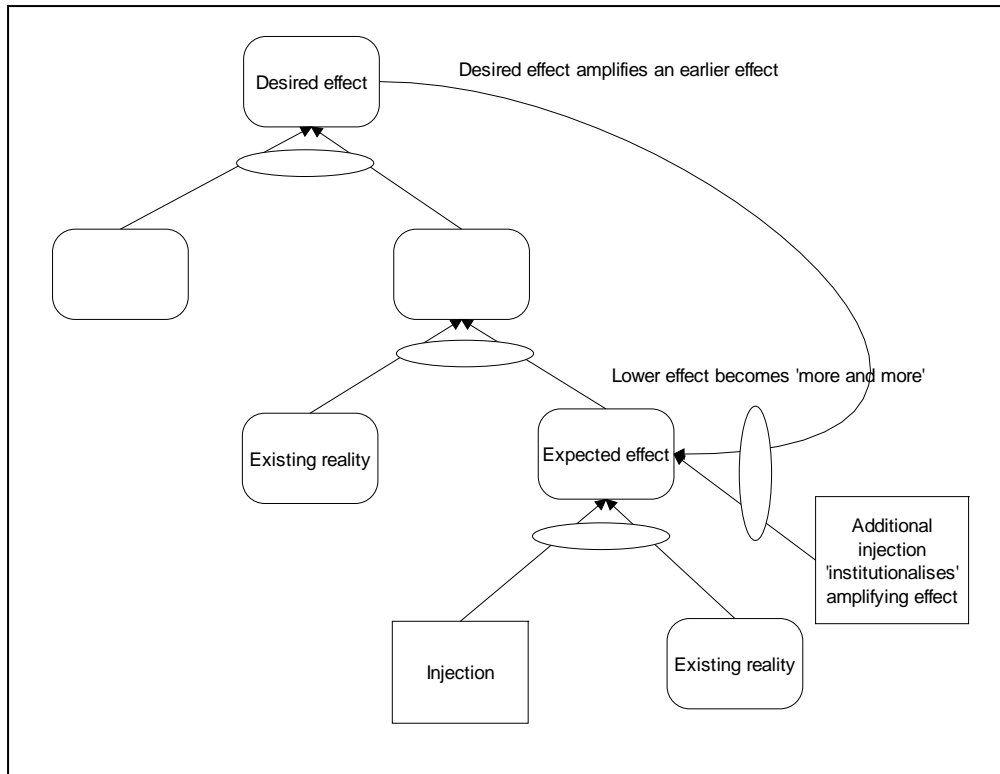 Desired effect
Desired effect amplifies an earlier effect
Lower effect becomes 'more and more'
Existing reality
Expected effect
Additional
injection
'institutionalises'
amplifying effect
Injection
Existing reality